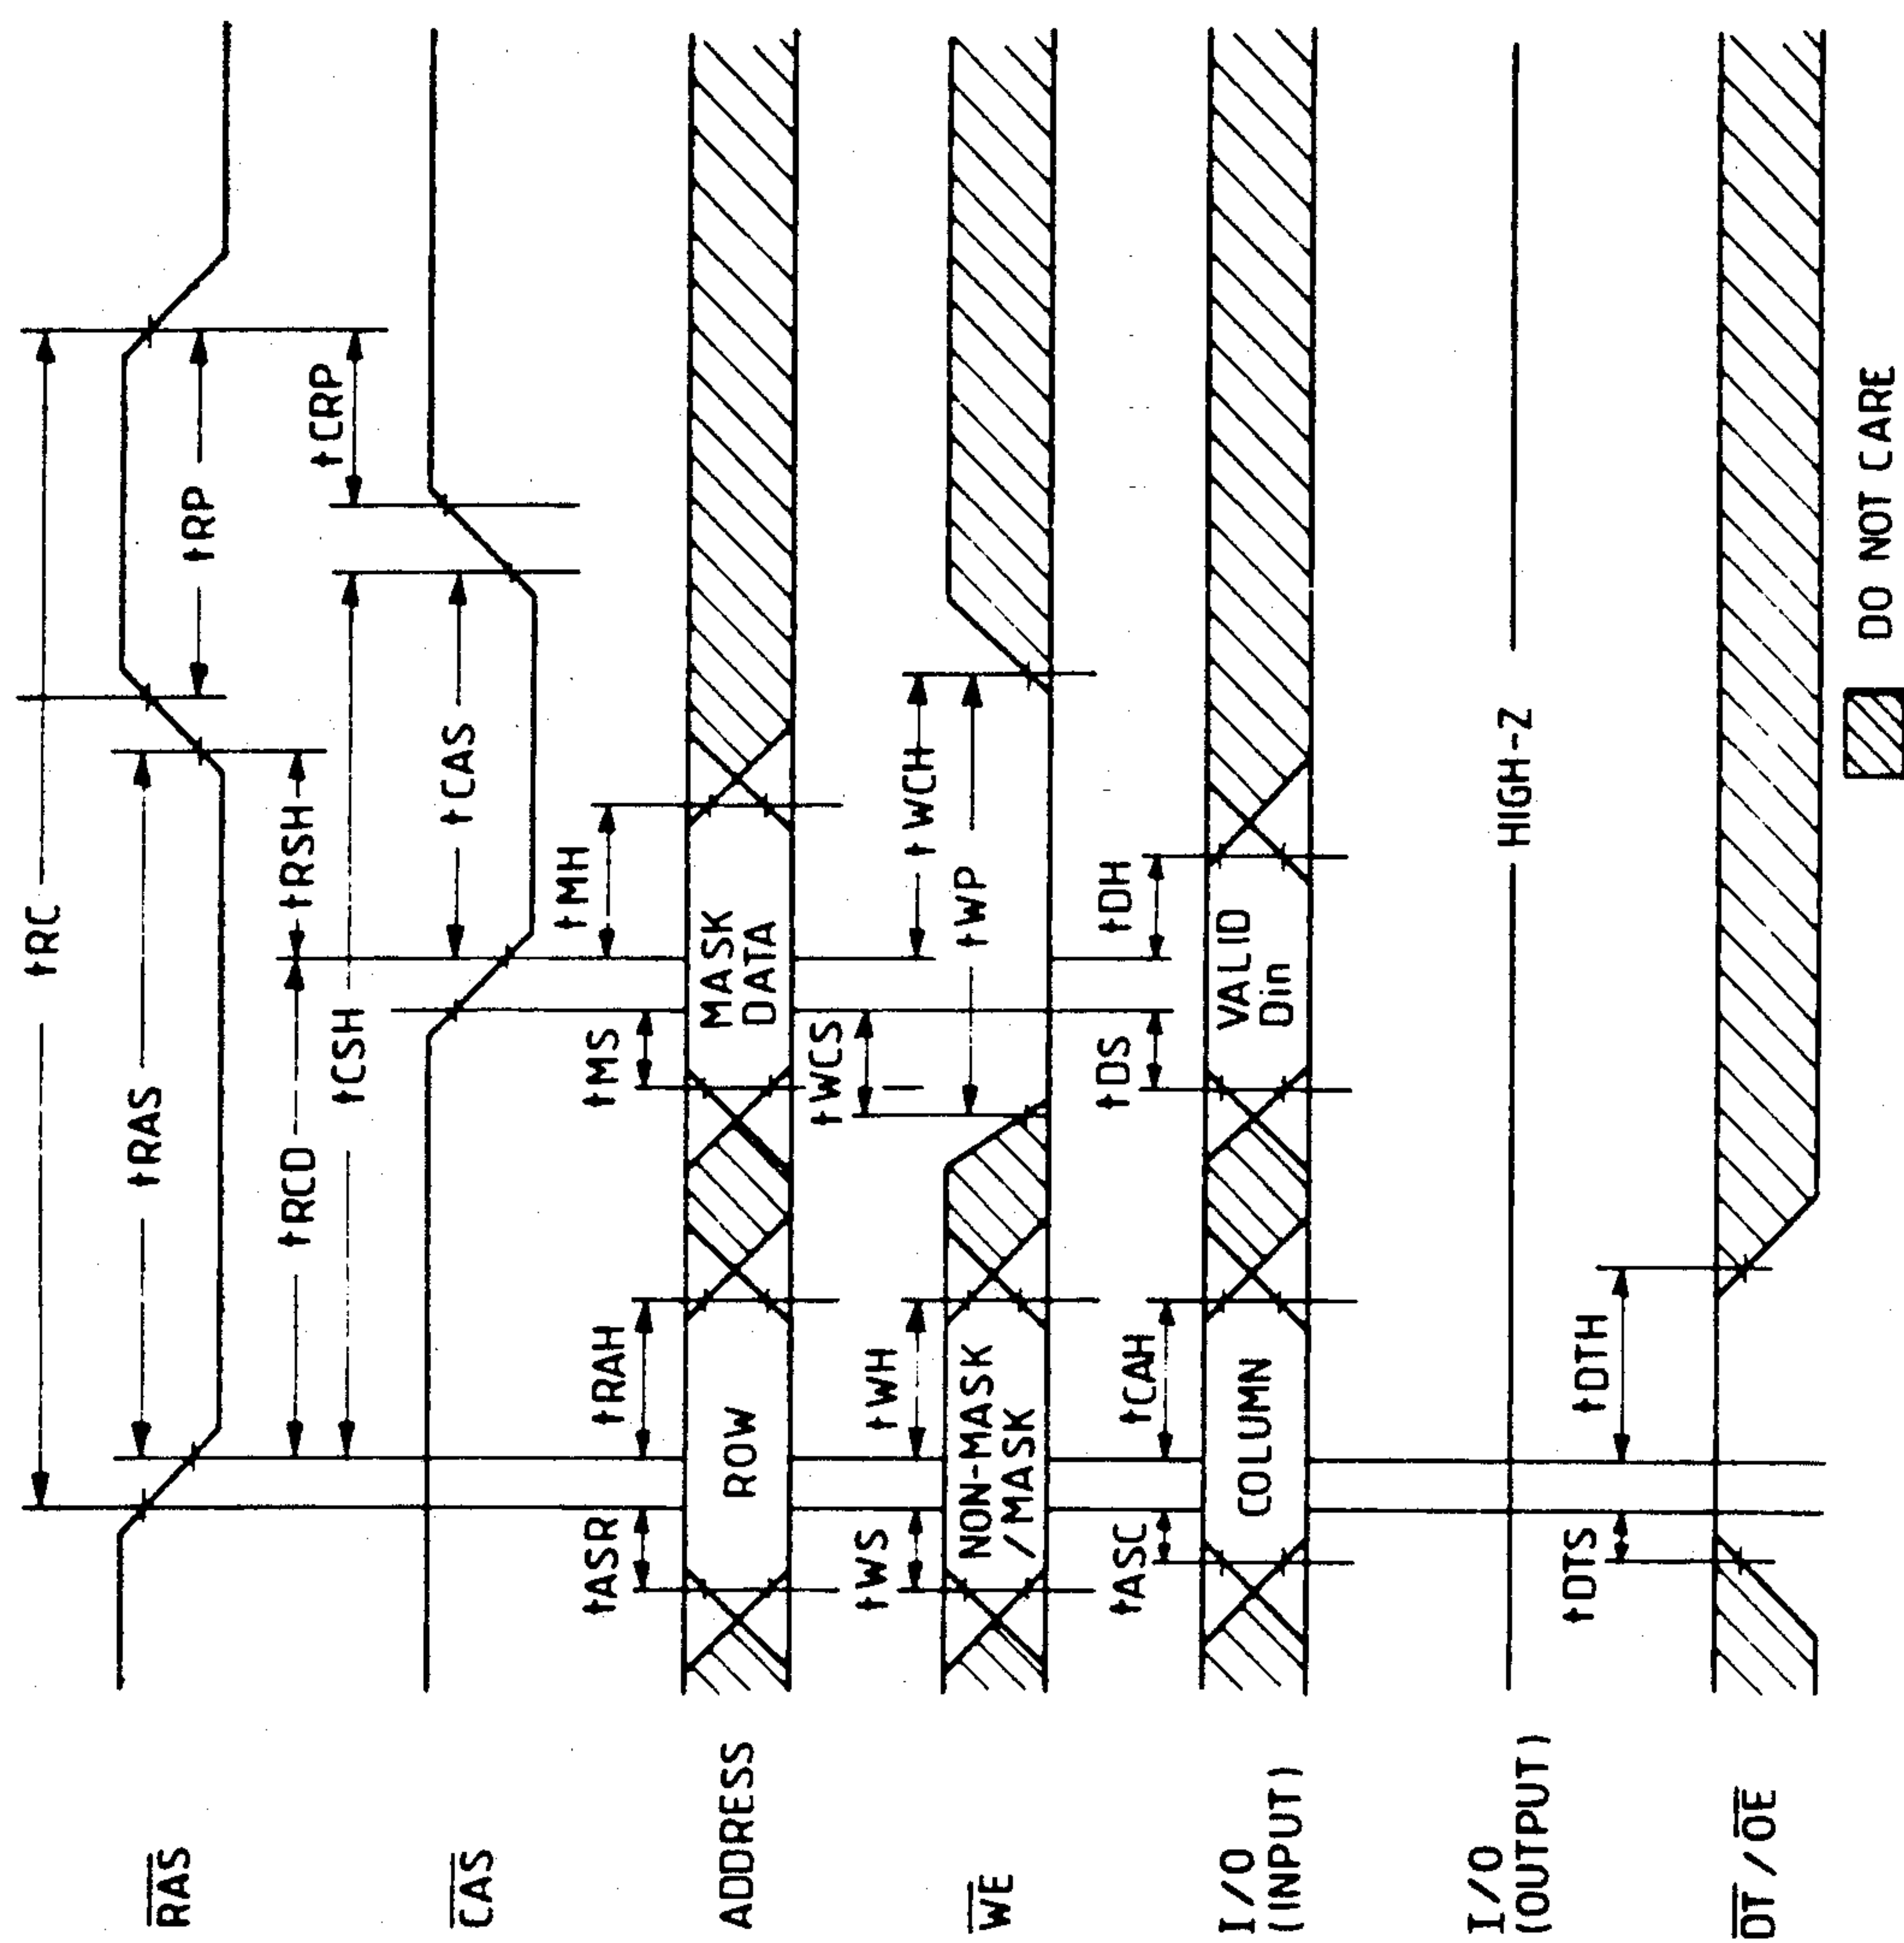 RAS
CAS
ADDRESS
WE
I/O
(INPUT)
I/O
(OUTPUT)
DT/OE
tRC
tRAS
tRP
tRCD
tRSH
tCSH
tCRP
tCAS
tASR
tRAH
tMS
tMH
ROW
MASK
DATA
tWS
tWH
tWCS
tWCH
tWP
NON-MASK
/MASK
tASC
tCAH
tDS
tDH
COLUMN
VALID
Din
HIGH-Z
tDTS
tDTH
DO NOT CARE